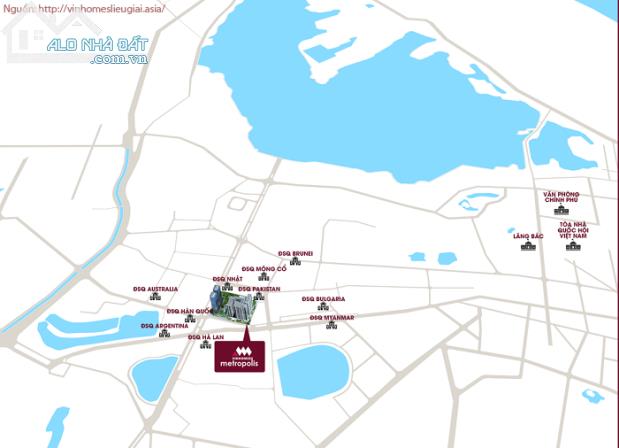 Nguồn: http://vinhomeslieugiai.asia/
ALO NHÀ ĐẤT
.com.vn
VĂN PHÒNG
CHÍNH PHỦ
LĂNG BÁC
TÒA NHÀ
QUỐC HỘI
VIỆT NAM
ĐSQ BRUNEI
ĐSQ MÔNG CỔ
ĐSQ NHẬT
ĐSQ PAKISTAN
ĐSQ AUSTRALIA
ĐSQ BULGARIA
ĐSQ HÀN QUỐC
ĐSQ MYANMAR
ĐSQ ARGENTINA
ĐSQ HÀ LAN
VINHOMES
metropolis